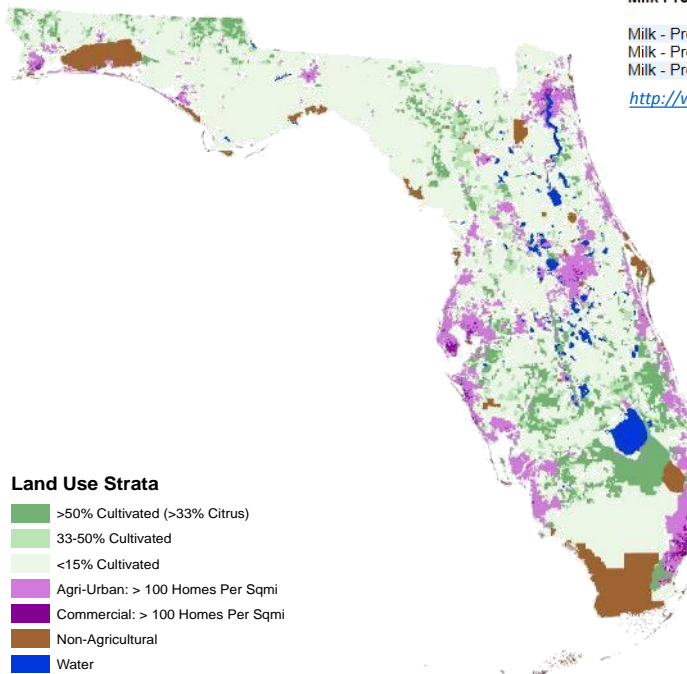 Milk - Pr
Milk - Pr
Milk - Pr
http://v
Land Use Strata
>50% Cultivated (>33% Citrus)
33-50% Cultivated
<15% Cultivated
Agri-Urban: > 100 Homes Per Sqmi
Commercial: > 100 Homes Per Sqmi
Non-Agricultural
Water